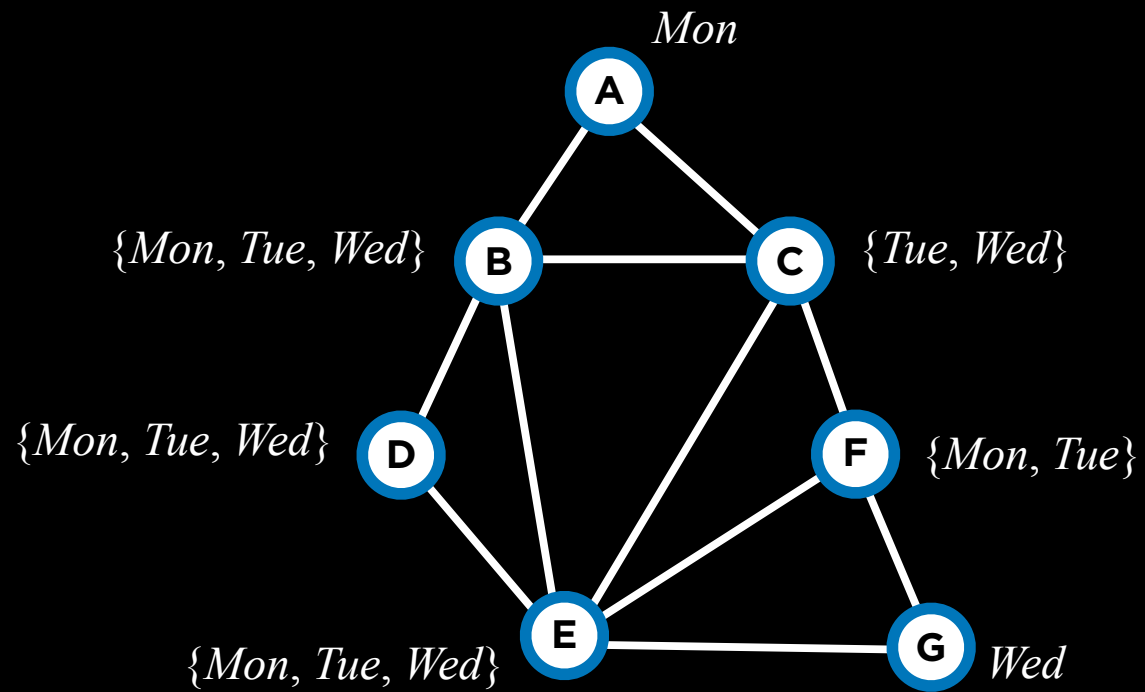 Mon
A
{Mon, Tue, Wed} B C {Tue, Wed}
{Mon, Tue, Wed} D F {Mon, Tue}
E
{Mon, Tue, Wed} G Wed